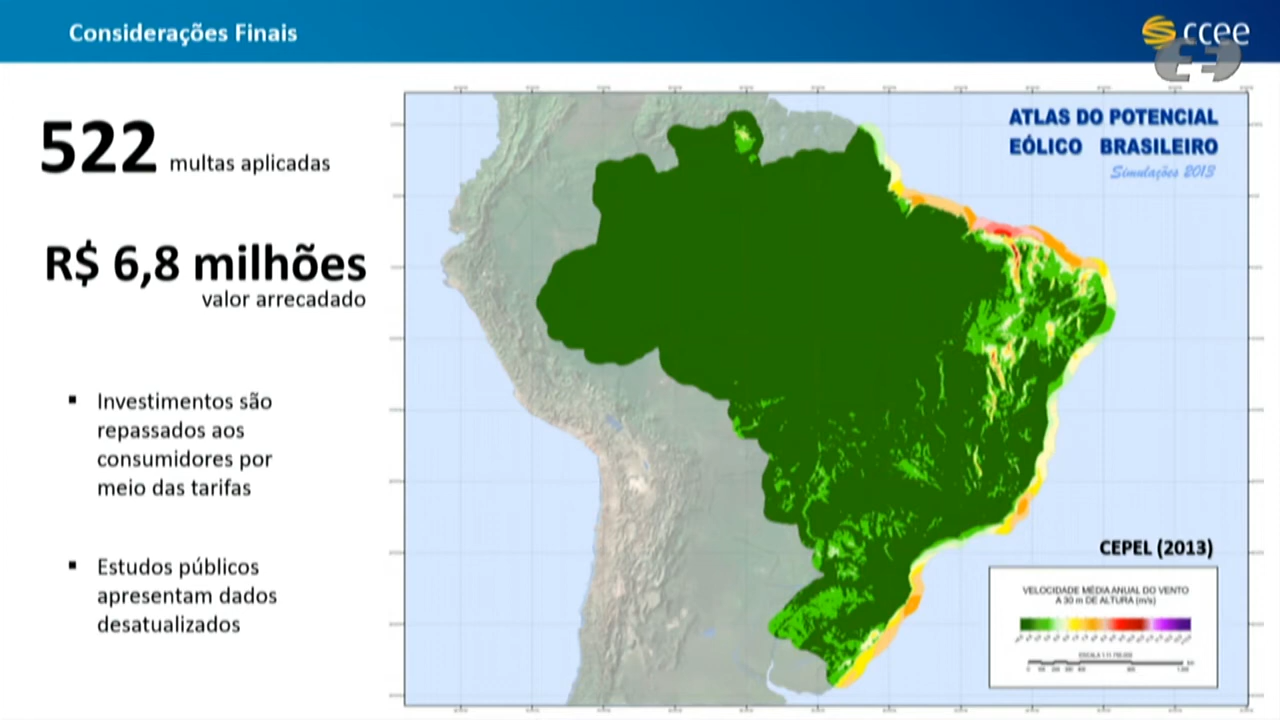 Considerações Finais
ccee
522 multas aplicadas
R$ 6,8 milhões
valor arrecadado
Investimentos são
repassados aos
consumidores por
meio das tarifas
Estudos públicos
apresentam dados
desatualizados
ATLAS DO POTENCIAL
EÓLICO BRASILEIRO
Simulações 2013
CEPEL (2013)
VELOCIDADE MÉDIA ANUAL DO VENTO
A 30 m DE ALTURA (m/s)